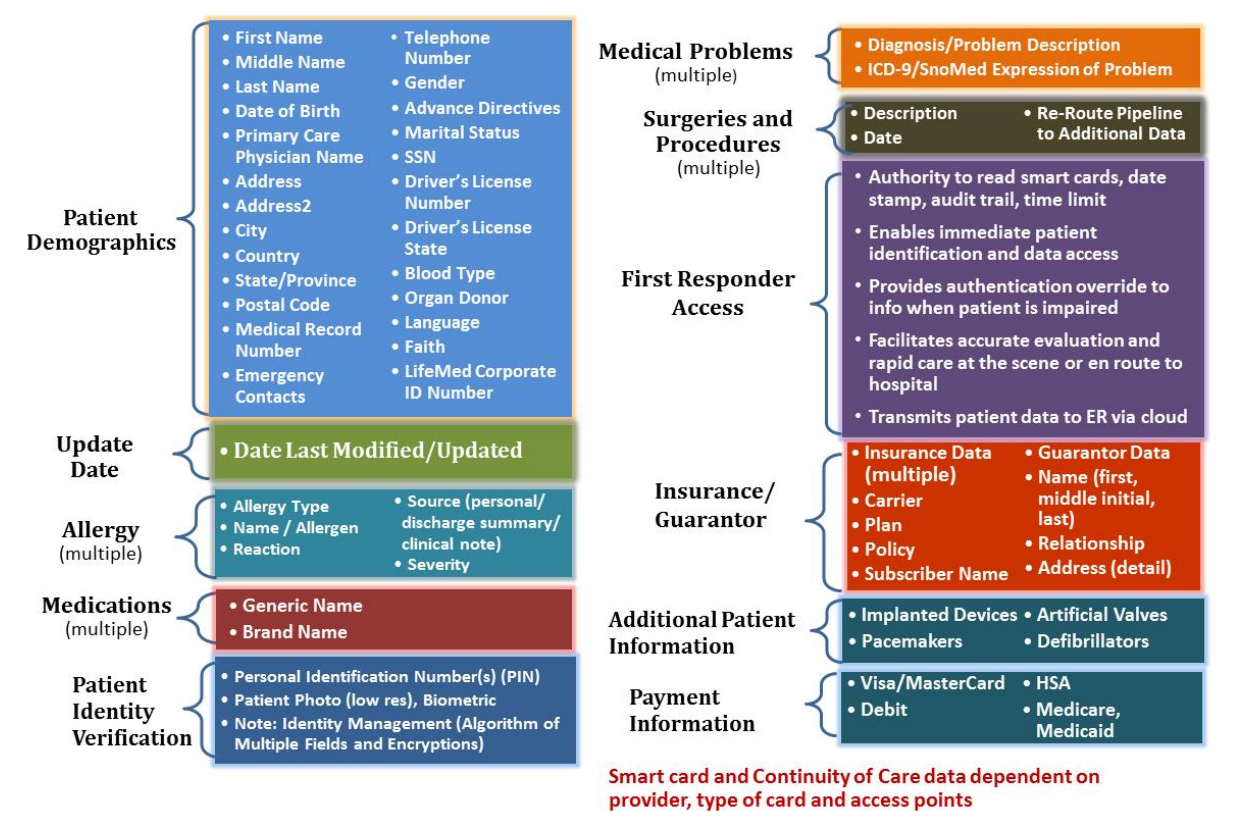 Patient
Demographics
• First Name
• Middle Name
• Last Name
• Date of Birth
• Primary Care
Physician Name
• Address
• Address2
• City
• Country
• State/Province
• Postal Code
• Medical Record
Number
• Emergency
Contacts
• Telephone
Number
• Gender
• Advance Directives
• Marital Status
• SSN
• Driver's License
Number
• Driver's License
State
• Blood Type
• Organ Donor
• Language
• Faith
• LifeMed Corporate
ID Number
Update
Date
• Date Last Modified/Updated
Allergy
(multiple)
• Allergy Type
• Name / Allergen
• Reaction
• Source (personal/
discharge summary/
clinical note)
• Severity
Medications
(multiple)
• Generic Name
• Brand Name
Patient
Identity
Verification
• Personal Identification Number(s) (PIN)
• Patient Photo (low res), Biometric
• Note: Identity Management (Algorithm of
Multiple Fields and Encryptions)
Medical Problems
(multiple)
• Diagnosis/Problem Description
• ICD-9/SnoMed Expression of Problem
Surgeries and
Procedures
(multiple)
• Description
• Date
• Re-Route Pipeline
to Additional Data
First Responder
Access
• Authority to read smart cards, date
stamp, audit trail, time limit
• Enables immediate patient
identification and data access
• Provides authentication override to
info when patient is impaired
• Facilitates accurate evaluation and
rapid care at the scene or en route to
hospital
• Transmits patient data to ER via cloud
Insurance/
Guarantor
• Insurance Data
(multiple)
• Carrier
• Plan
• Policy
• Subscriber Name
• Guarantor Data
• Name (first,
middle initial,
last)
• Relationship
• Address (detail)
Additional Patient
Information
• Implanted Devices
• Pacemakers
• Artificial Valves
• Defibrillators
Payment
Information
• Visa/MasterCard
• Debit
• HSA
• Medicare,
Medicaid
Smart card and Continuity of Care data dependent on
provider, type of card and access points